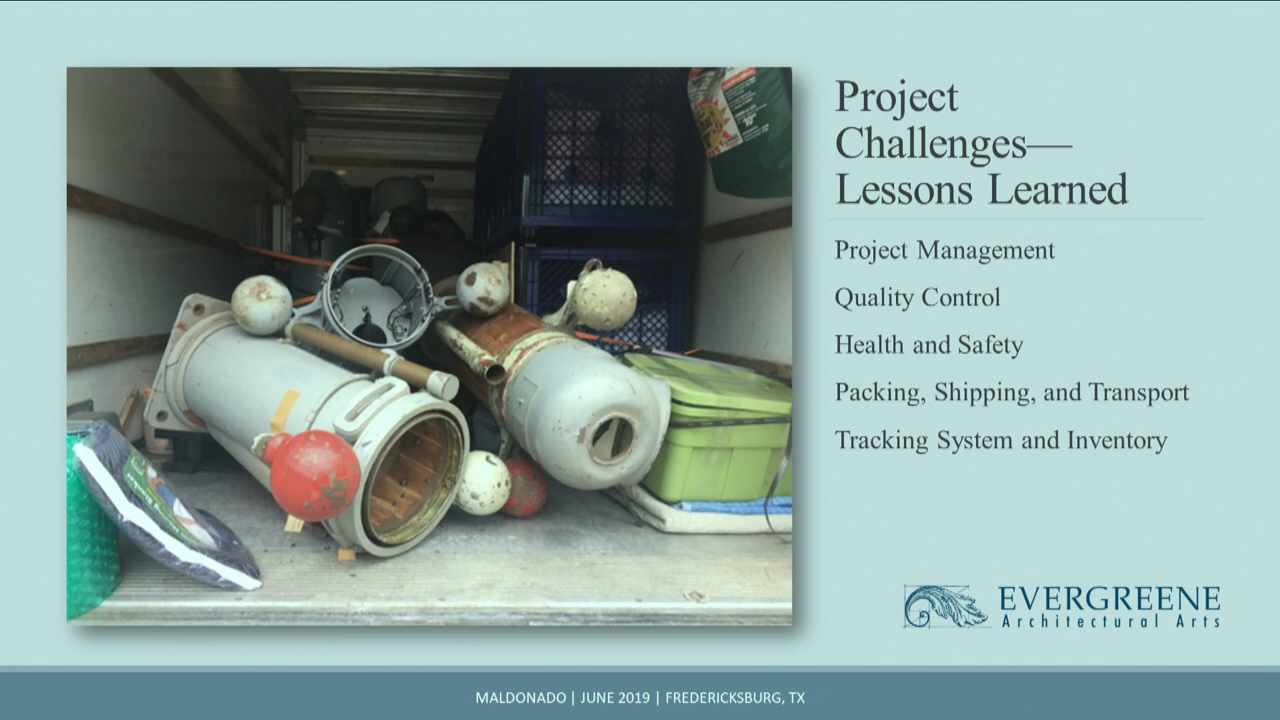 Project
Challenges—
Lessons Learned
Project Management
Quality Control
Health and Safety
Packing, Shipping, and Transport
Tracking System and Inventory
EVERGREENE
Architectural Arts
MALDONADO | JUNE 2019 | FREDERICKSBURG, TX